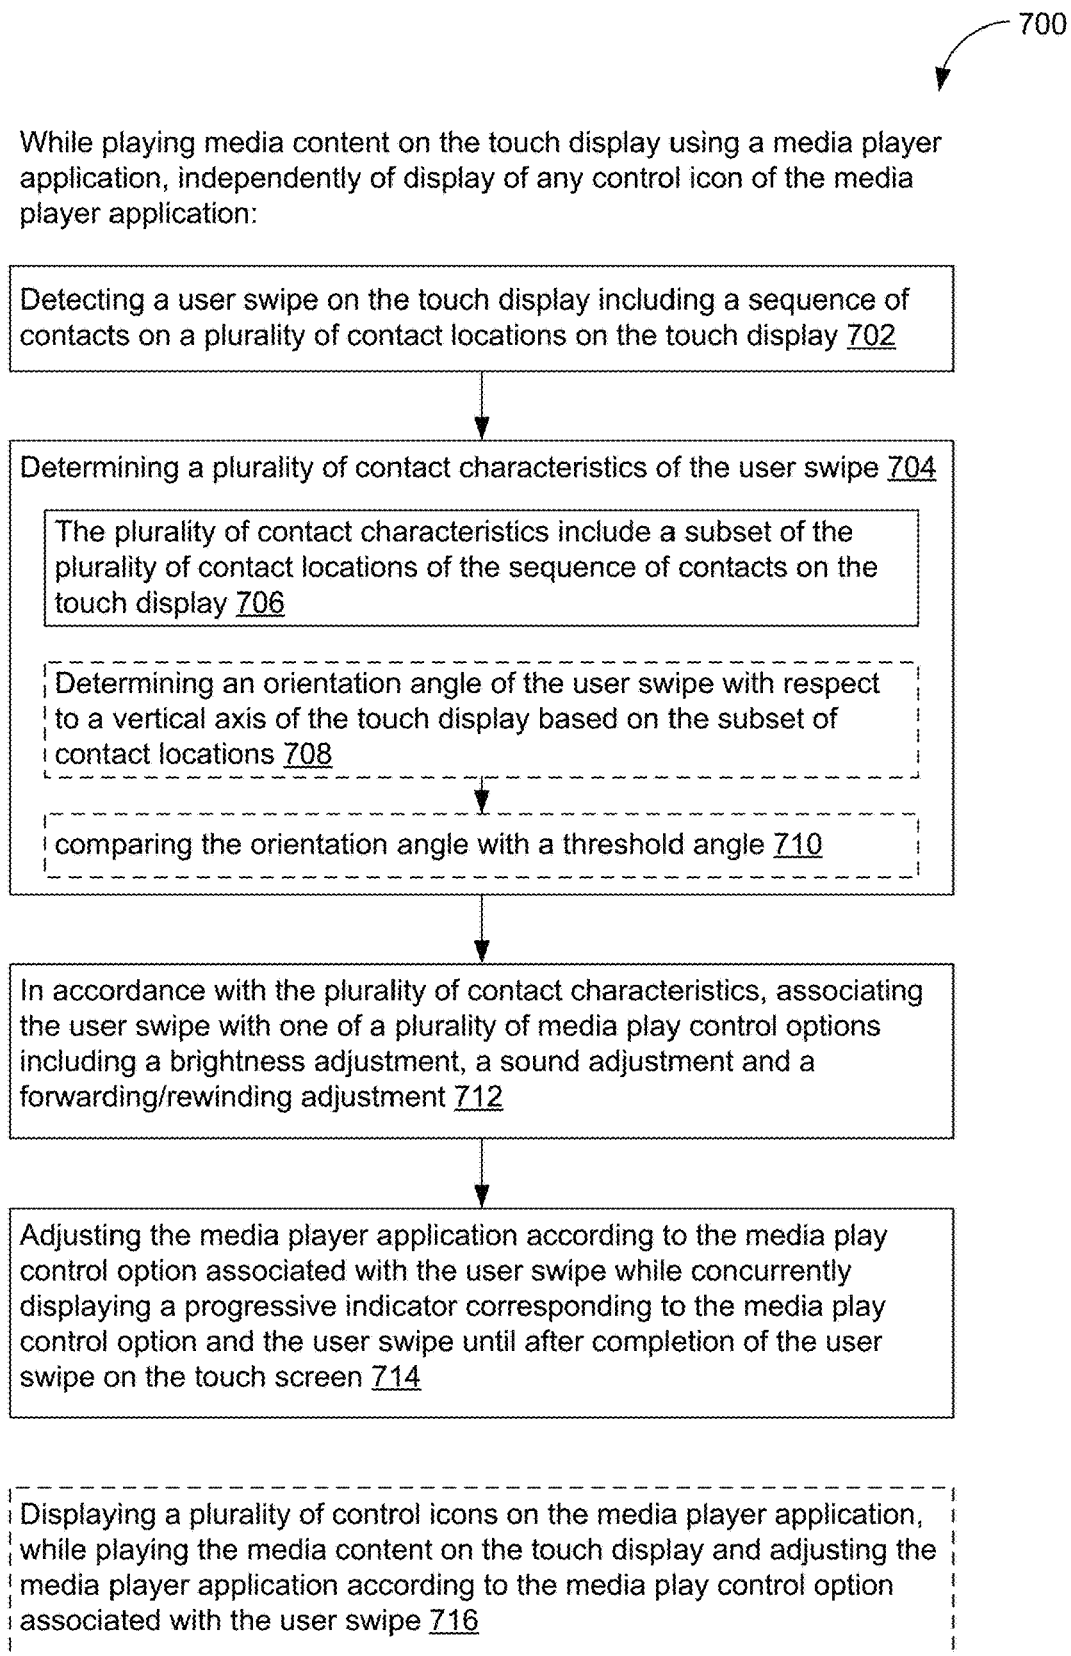 700
While playing media content on the touch display using a media player
application, independently of display of any control icon of the media
player application:
Detecting a user swipe on the touch display including a sequence of
contacts on a plurality of contact locations on the touch display 702
Determining a plurality of contact characteristics of the user swipe 704
The plurality of contact characteristics include a subset of the
plurality of contact locations of the sequence of contacts on the
touch display 706
Determining an orientation angle of the user swipe with respect
to a vertical axis of the touch display based on the subset of
contact locations 708
comparing the orientation angle with a threshold angle 710
In accordance with the plurality of contact characteristics, associating
the user swipe with one of a plurality of media play control options
including a brightness adjustment, a sound adjustment and a
forwarding/rewinding adjustment 712
Adjusting the media player application according to the media play
control option associated with the user swipe while concurrently
displaying a progressive indicator corresponding to the media play
control option and the user swipe until after completion of the user
swipe on the touch screen 714
Displaying a plurality of control icons on the media player application,
while playing the media content on the touch display and adjusting the
media player application according to the media play control option
associated with the user swipe 716